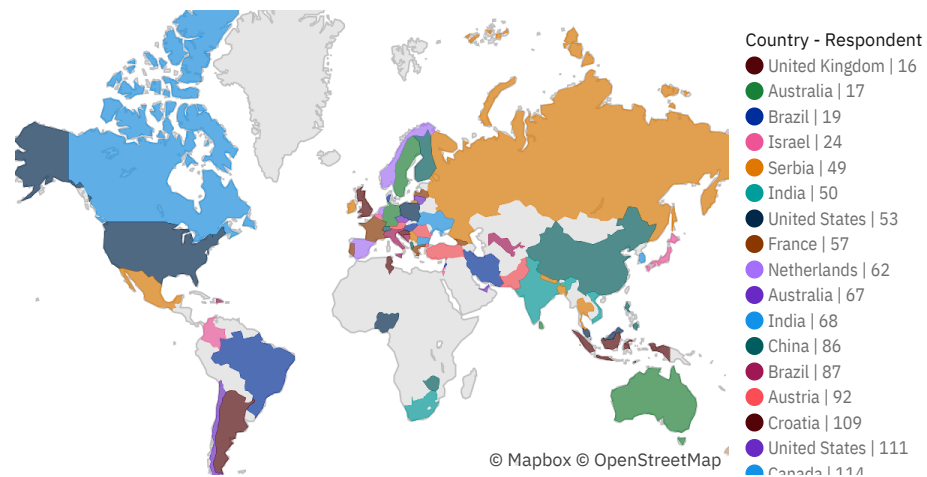 Country - Respondent
United Kingdom | 16
Australia | 17
Brazil | 19
Israel | 24
Serbia | 49
India | 50
United States | 53
France | 57
Netherlands | 62
Australia | 67
India | 68
China | 86
Brazil | 87
Austria | 92
Croatia | 109
United States | 111
Canada | 114
© Mapbox © OpenStreetMap